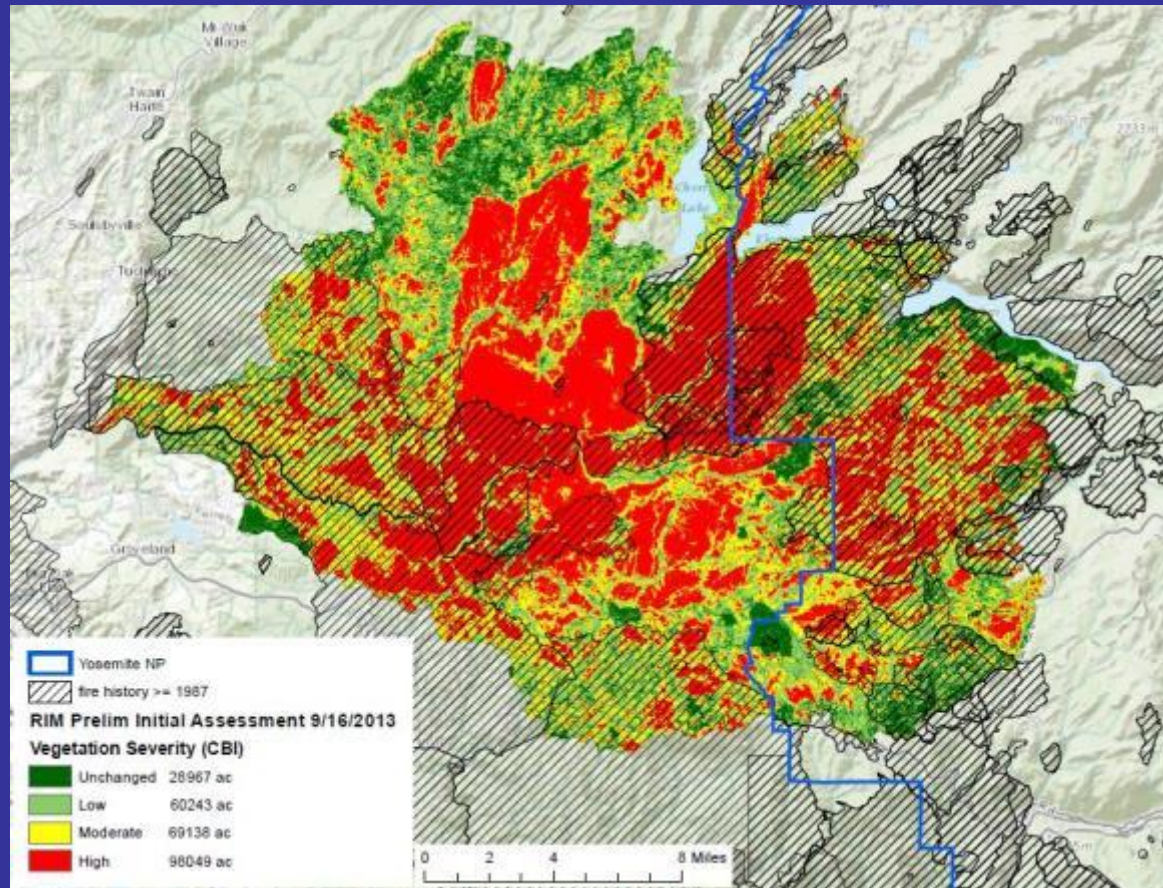 Mi-Wuk
Village
Twain
Harte
Soulsbyville
Tuolumne
Cherry
Lake
Groveland
Yosemite NP
fire history >= 1987
RIM Prelim Initial Assessment 9/16/2013
Vegetation Severity (CBI)
Unchanged 28967 ac
Low 60243 ac
Moderate 69138 ac
High 98049 ac
0 2 4 8 Miles